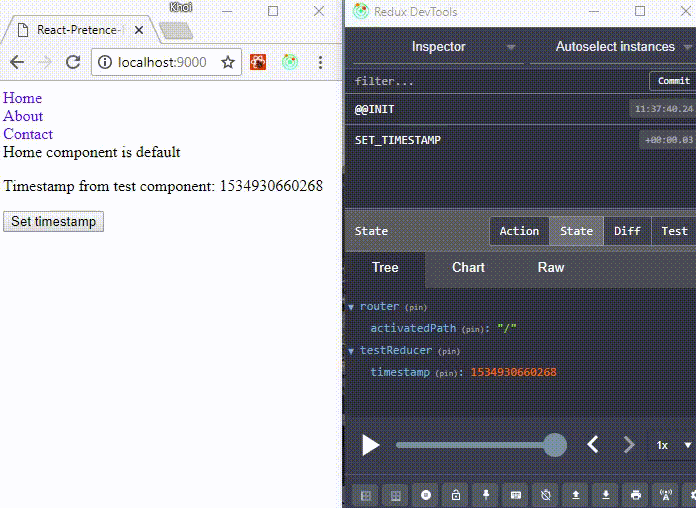 Khai
React-Pretence-
localhost:9000
Home
About
Contact
Home component is default
Timestamp from test component: 1534930660268
Set timestamp
Redux DevTools
Inspector Autoselect instances
filter... Commit
@@INIT 11:37:40.24
SET_TIMESTAMP +00:00.03
State Action State Diff Test
Tree Chart Raw
router (pin)
activatedPath (pin): "/"
testReducer (pin)
timestamp (pin): 1534930660268
1x